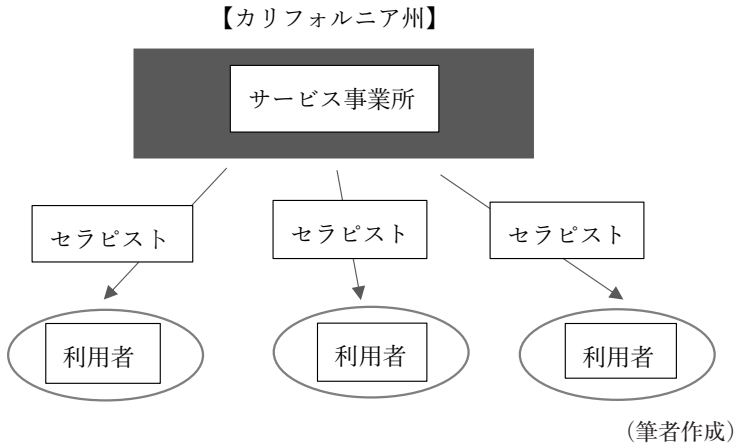 【カリフォルニア州】
サービス事業所
セラピスト
セラピスト
セラピスト
利用者
利用者
利用者
（筆者作成）